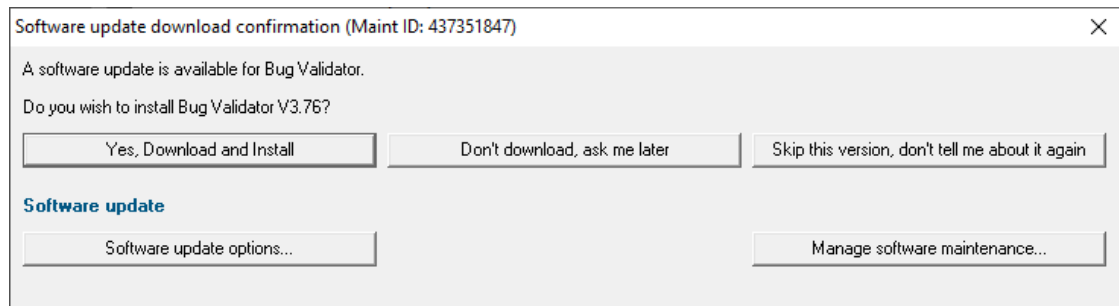 Software update download confirmation (Maint ID: 437351847)
A software update is available for Bug Validator.
Do you wish to install Bug Validator V3.76?
Yes, Download and Install
Don't download, ask me later
Skip this version, don't tell me about it again
Software update
Software update options...
Manage software maintenance...